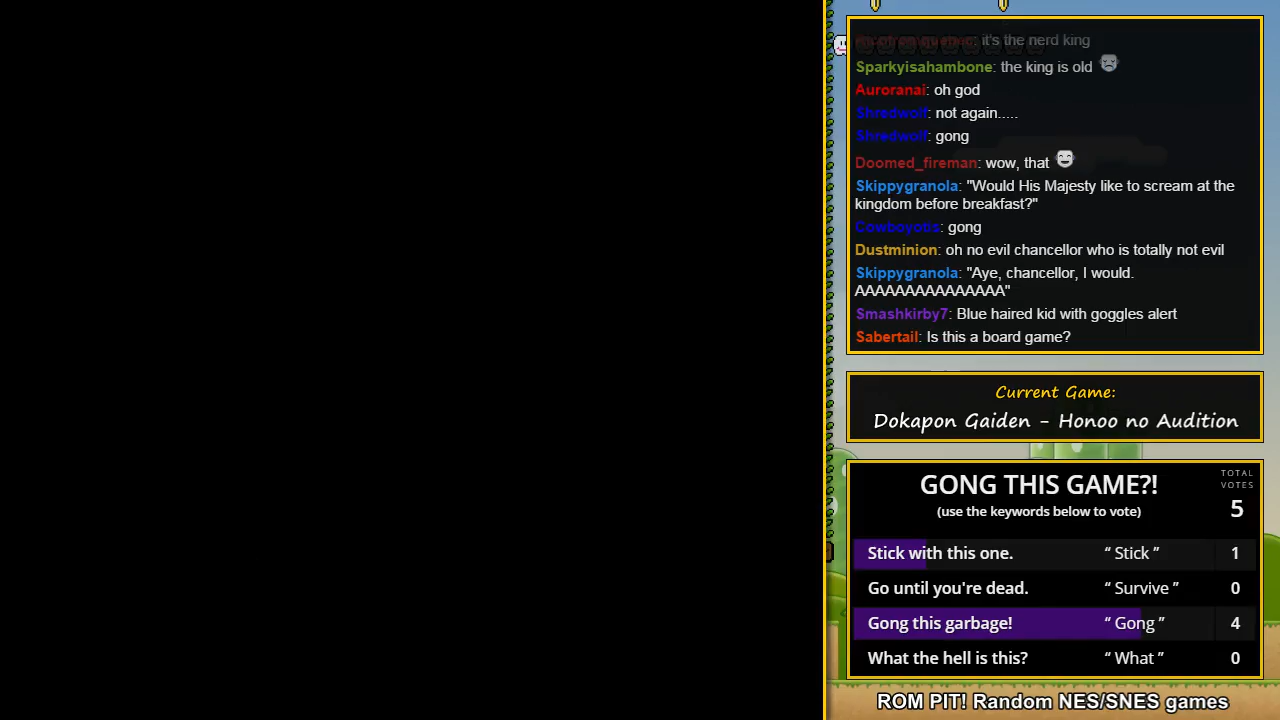 it's the nerd king
Sparkyisahambone: the king is old
Auroranai: oh god
Shredwolf: not again.....
Shredwolf: gong
Doomed_fireman: wow, that
Skippygranola: "Would His Majesty like to scream at the
kingdom before breakfast?"
Cowboyotis: gong
Dustminion: oh no evil chancellor who is totally not evil
Skippygranola: "Aye, chancellor, I would.
AAAAAAAAAAAAAAA"
Smashkirby7: Blue haired kid with goggles alert
Sabertail: Is this a board game?
Current Game:
Dokapon Gaiden - Honoo no Audition
GONG THIS GAME?!
(use the keywords below to vote)
TOTAL
VOTES
5
Stick with this one. “ Stick ” 1
Go until you're dead. “ Survive ” 0
Gong this garbage! “ Gong ” 4
What the hell is this? “ What ” 0
ROM PIT! Random NES/SNES games